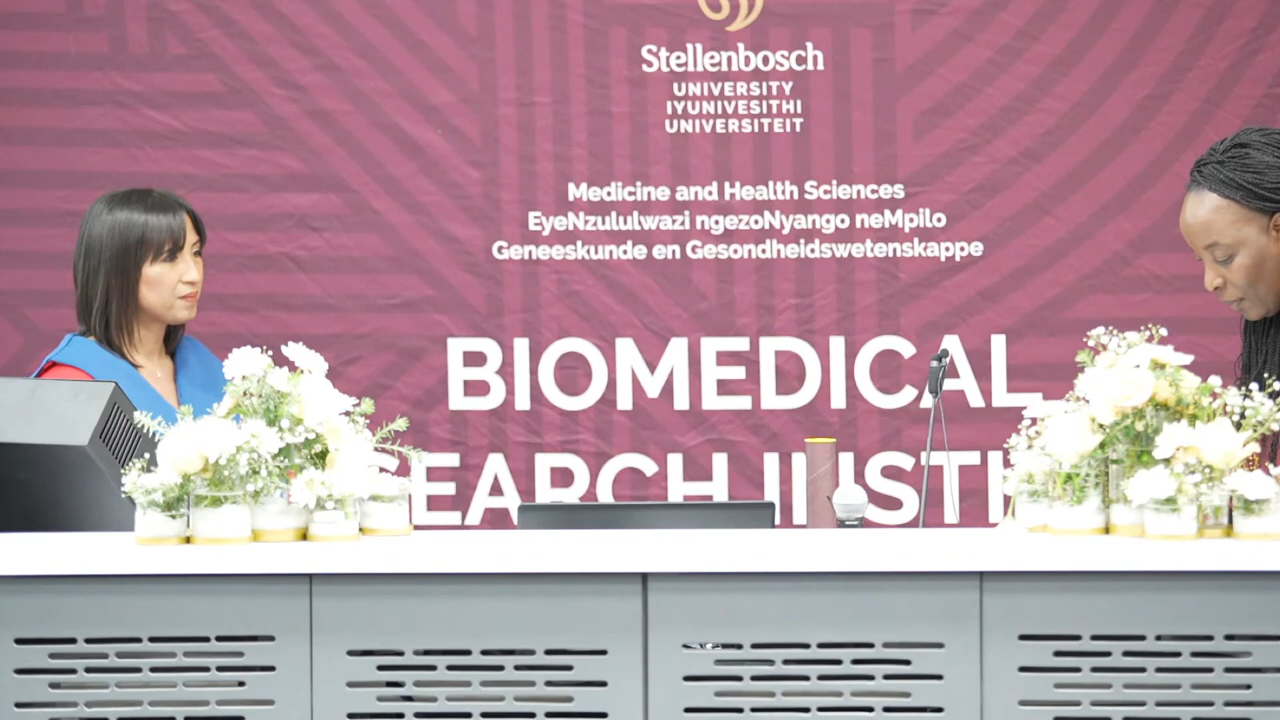 Stellenbosch
UNIVERSITY
IYUNIVESITHI
UNIVERSITEIT
Medicine and Health Sciences
EyeNzululwazi ngezoNyango neMpilo
Geneeskunde en Gesondheidswetenskappe
BIOMEDICAL